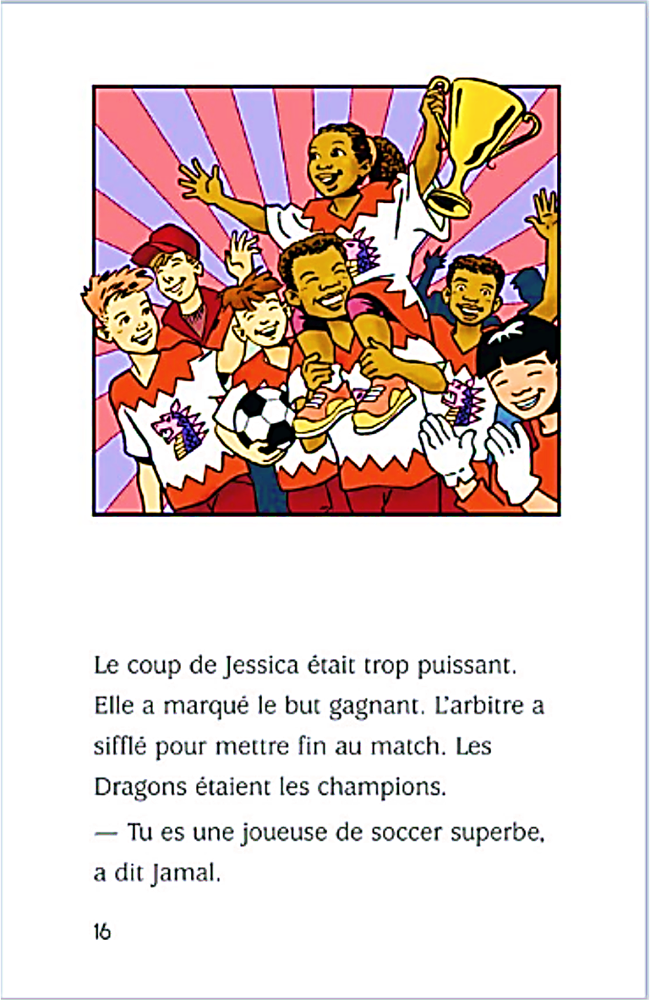 Le coup de Jessica était trop puissant.
Elle a marqué le but gagnant. L'arbitre a
sifflé pour mettre fin au match. Les
Dragons étaient les champions.
— Tu es une joueuse de soccer superbe,
a dit Jamal.
16